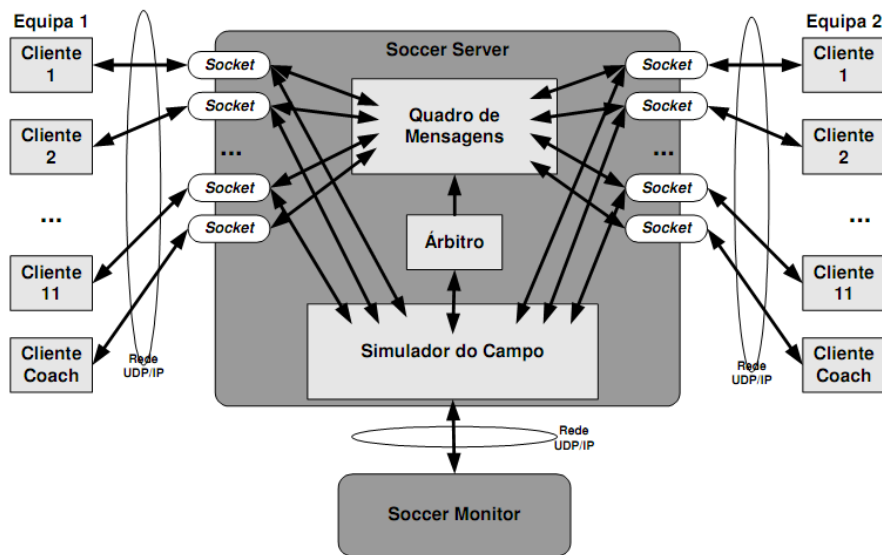 Equipa 1
Cliente
1
Cliente
2
...
Cliente
11
Cliente
Coach
Rede
UDP/IP
Socket
Socket
...
Socket
Socket
Soccer Server
Quadro de
Mensagens
Árbitro
Simulador do Campo
Socket
Socket
...
Socket
Socket
Equipa 2
Cliente
1
Cliente
2
...
Cliente
11
Cliente
Coach
Rede
UDP/IP
Rede
UDP/IP
Soccer Monitor